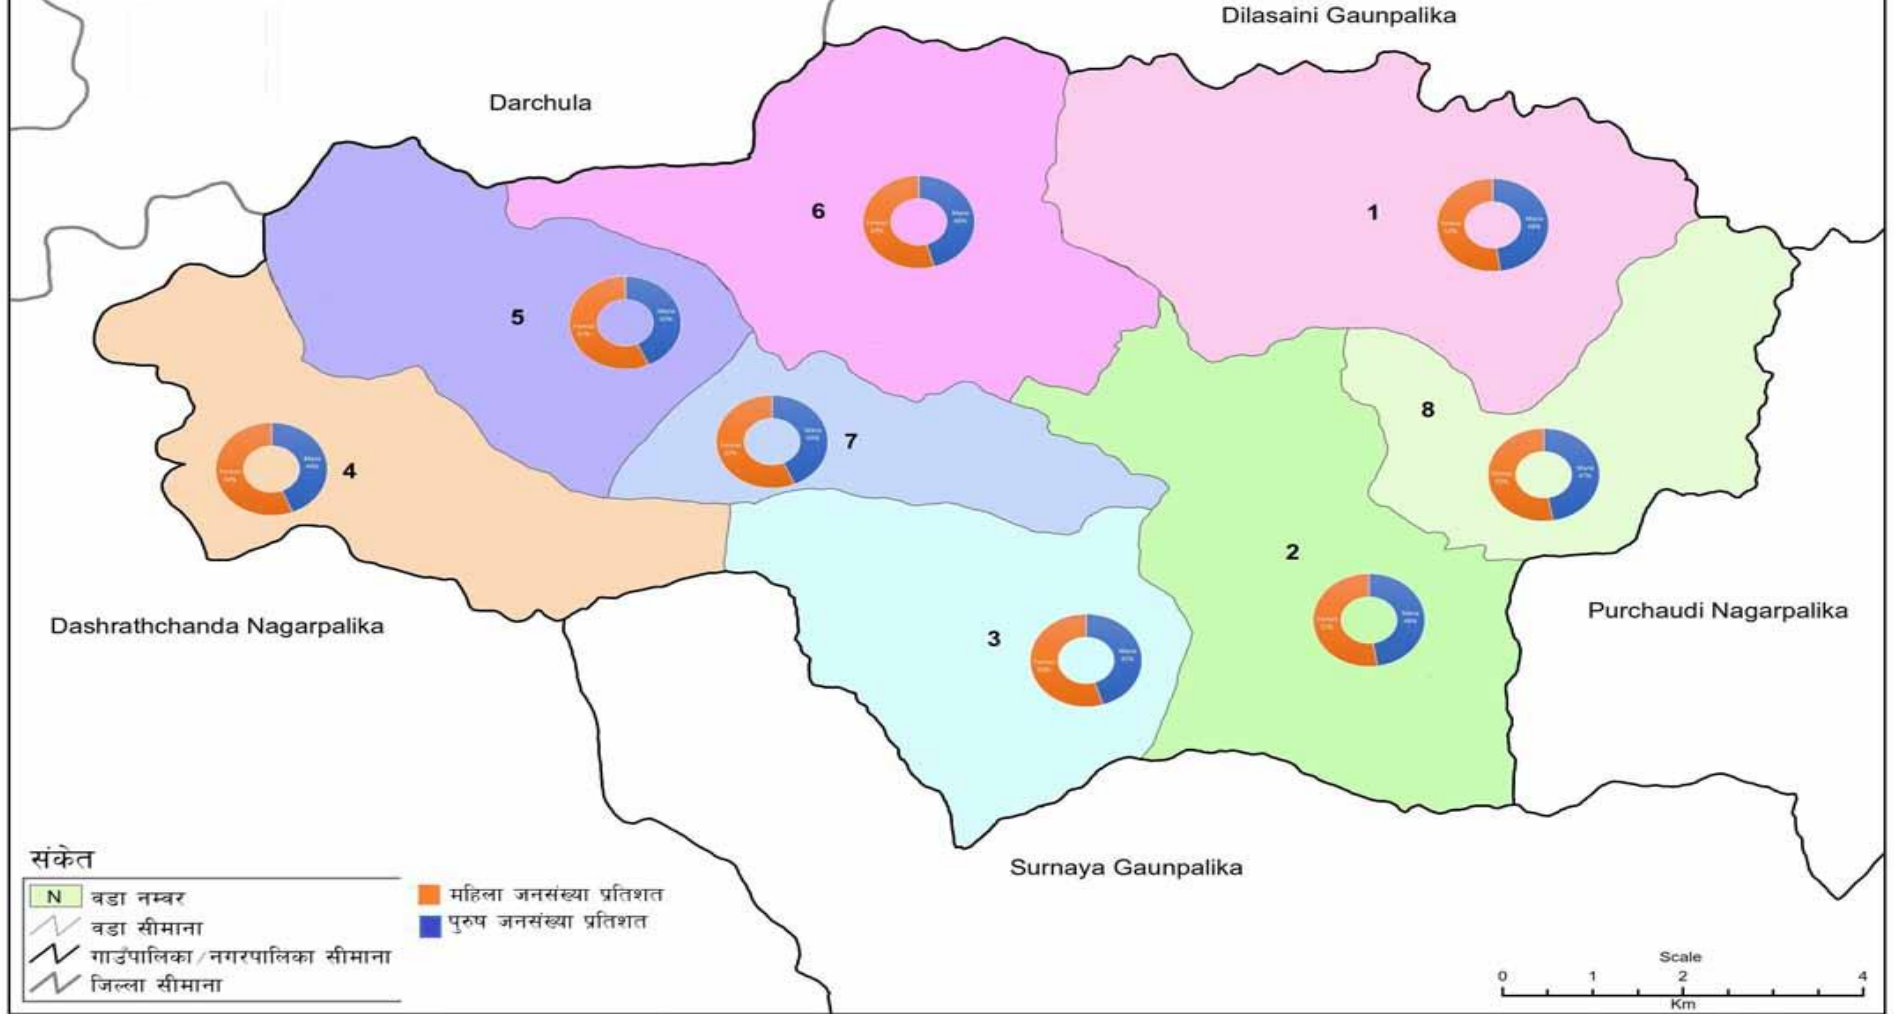 Dilasaini Gaunpalika
Darchula
6
1
5
8
7
4
2
Dashrathchanda Nagarpalika
Purchaudi Nagarpalika
3
Surnaya Gaunpalika
संकेत
N वडा नम्वर
वडा सीमाना
गाउँपालिका/नगरपालिका सीमाना
जिल्ला सीमाना
महिला जनसंख्या प्रतिशत
पुरुष जनसंख्या प्रतिशत
Scale
0 1 2 4
Km